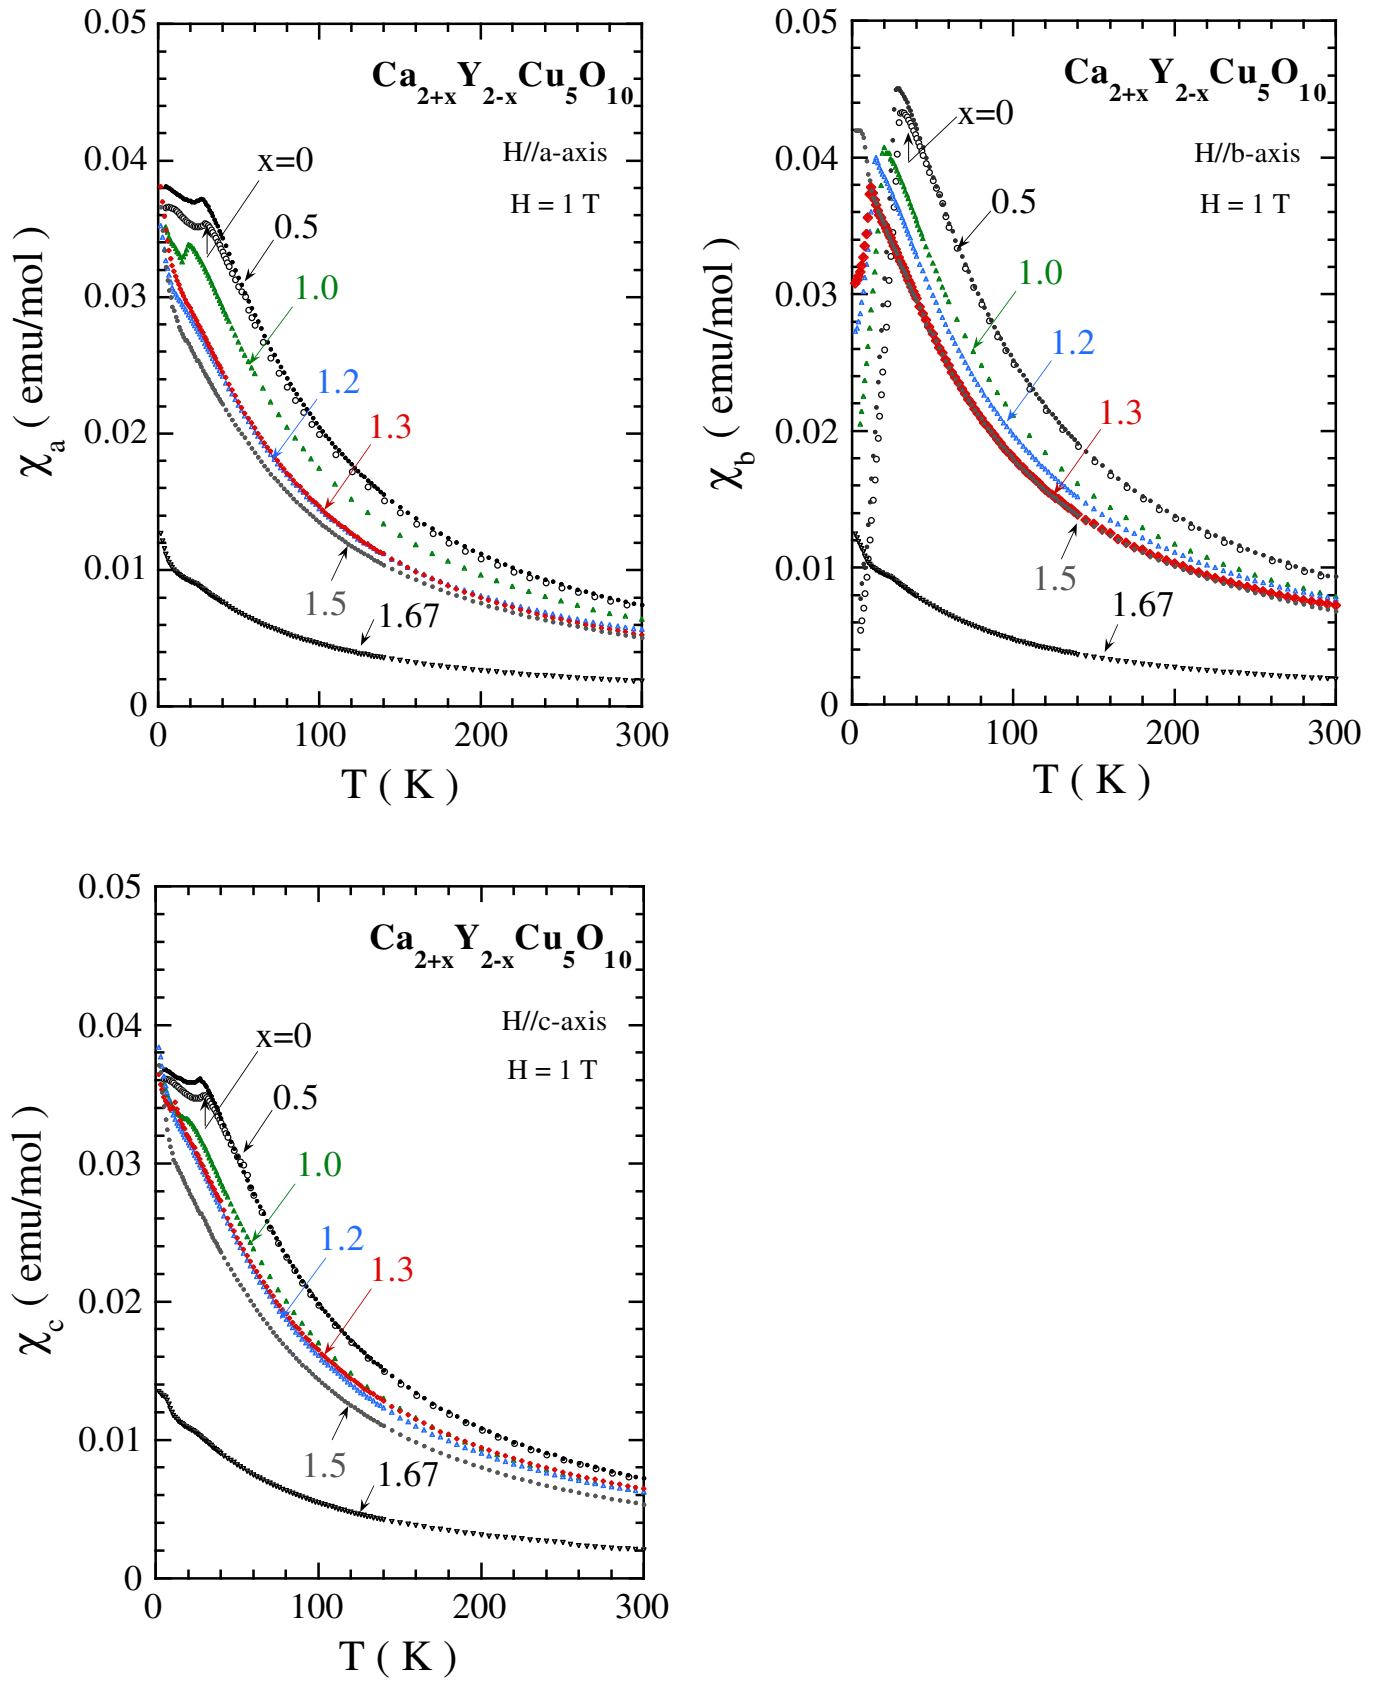 0.05
0.04
0.03
0.02
0.01
0
χa ( emu/mol )
Ca2+xY2-xCu5O10
H//a-axis
H = 1 T
x=0
0.5
1.0
1.2
1.3
1.5
1.67
0 100 200 300
T ( K )
0.05
0.04
0.03
0.02
0.01
0
χb ( emu/mol )
Ca2+xY2-xCu5O10
H//b-axis
H = 1 T
x=0
0.5
1.0
1.2
1.3
1.5
1.67
0 100 200 300
T ( K )
0.05
0.04
0.03
0.02
0.01
0
χc ( emu/mol )
Ca2+xY2-xCu5O10
H//c-axis
H = 1 T
x=0
0.5
1.0
1.2
1.3
1.5
1.67
0 100 200 300
T ( K )